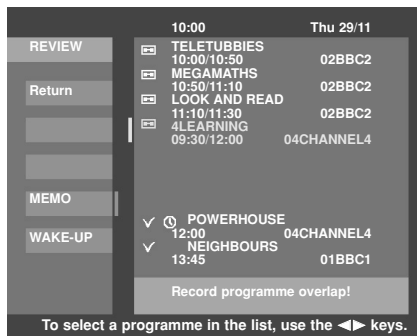 10:00 Thu 29/11
REVIEW
Return
MEMO
WAKE-UP
TELETUBBIES
10:00/10:50 02BBC2
MEGAMATHS
10:50/11:10 02BBC2
LOOK AND READ
11:10/11:30 02BBC2
4LEARNING
09:30/12:00 04CHANNEL4
POWERHOUSE
12:00 04CHANNEL4
NEIGHBOURS
13:45 01BBC1
Record programme overlap!
To select a programme in the list, use the ◀▶ keys.